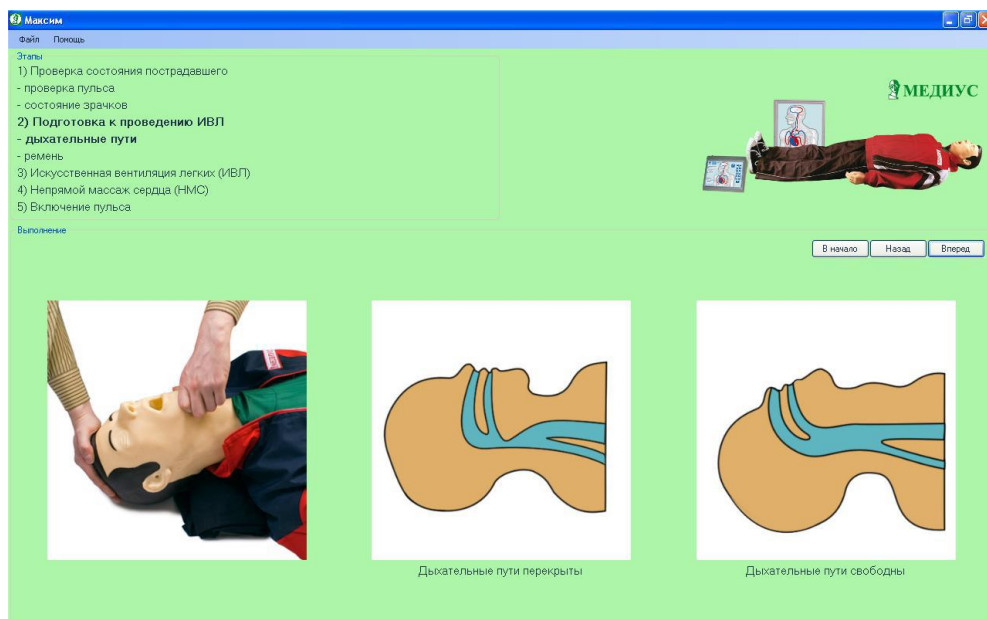 Максим
Файл Помощь
Этапы
1) Проверка состояния пострадавшего
- проверка пульса
- состояние зрачков
2) Подготовка к проведению ИВЛ
- дыхательные пути
- ремень
3) Искусственная вентиляция легких (ИВЛ)
4) Непрямой массаж сердца (НМС)
5) Включение пульса
МЕДИУС
Выполнение
В начало Назад Вперед
Дыхательные пути перекрыты
Дыхательные пути свободны